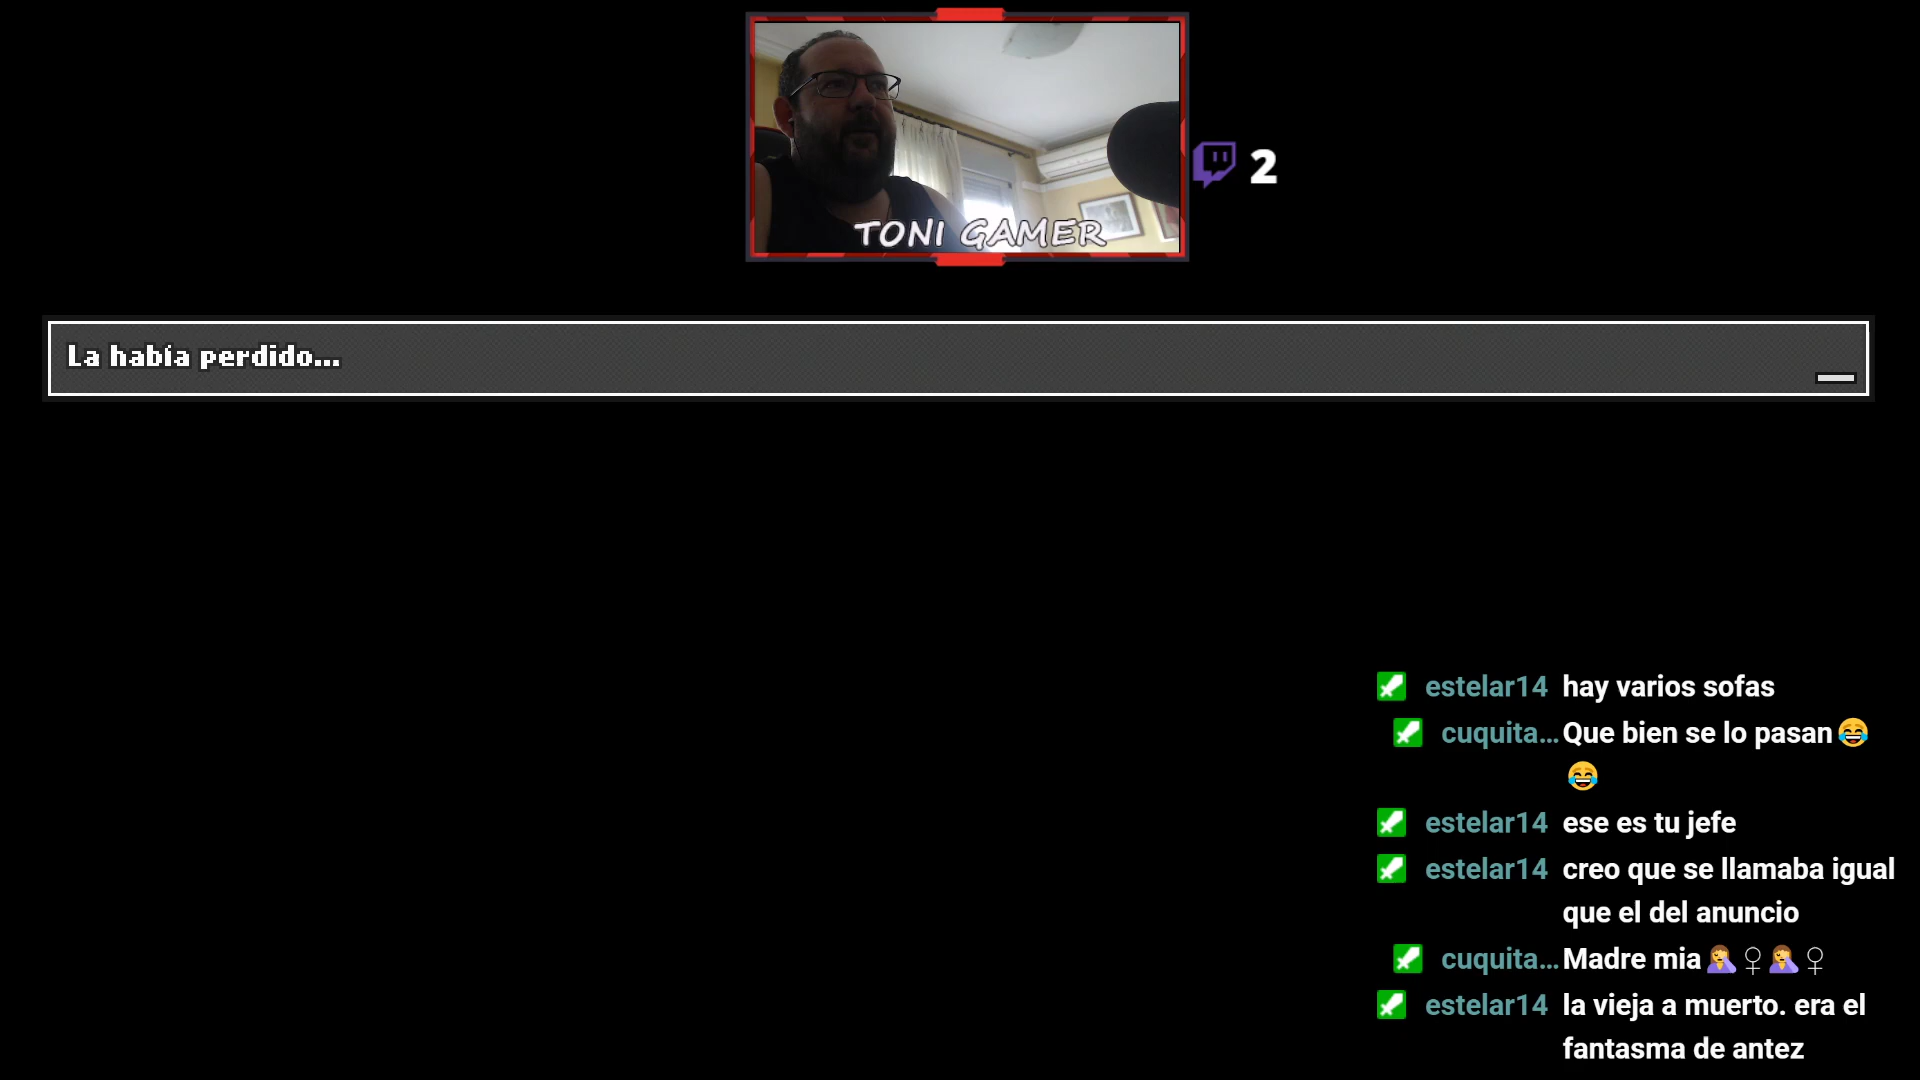 TONI GAMER
2
La había perdido...
estelar14 hay varios sofas
cuquita... Que bien se lo pasan😂
😂
estelar14 ese es tu jefe
estelar14 creo que se llamaba igual
que el del anuncio
cuquita... Madre mia🤦♀🤦♀
estelar14 la vieja a muerto. era el
fantasma de antez